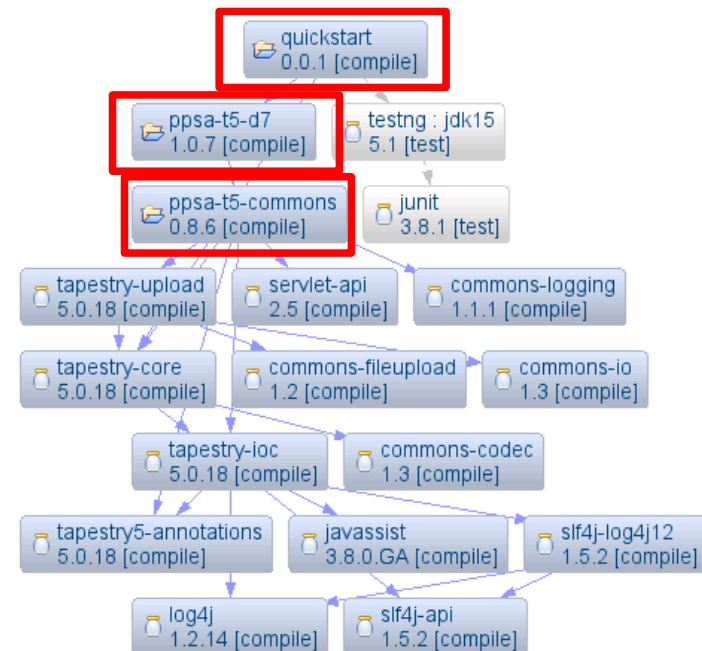 quickstart
0.0.1 [compile]
ppsa-t5-d7
1.0.7 [compile]
testng : jdk15
5.1 [test]
ppsa-t5-commons
0.8.6 [compile]
junit
3.8.1 [test]
tapestry-upload
5.0.18 [compile]
servlet-api
2.5 [compile]
commons-logging
1.1.1 [compile]
tapestry-core
5.0.18 [compile]
commons-fileupload
1.2 [compile]
commons-io
1.3 [compile]
tapestry-ioc
5.0.18 [compile]
commons-codec
1.3 [compile]
tapestry5-annotations
5.0.18 [compile]
javassist
3.8.0.GA [compile]
slf4j-log4j12
1.5.2 [compile]
log4j
1.2.14 [compile]
slf4j-api
1.5.2 [compile]